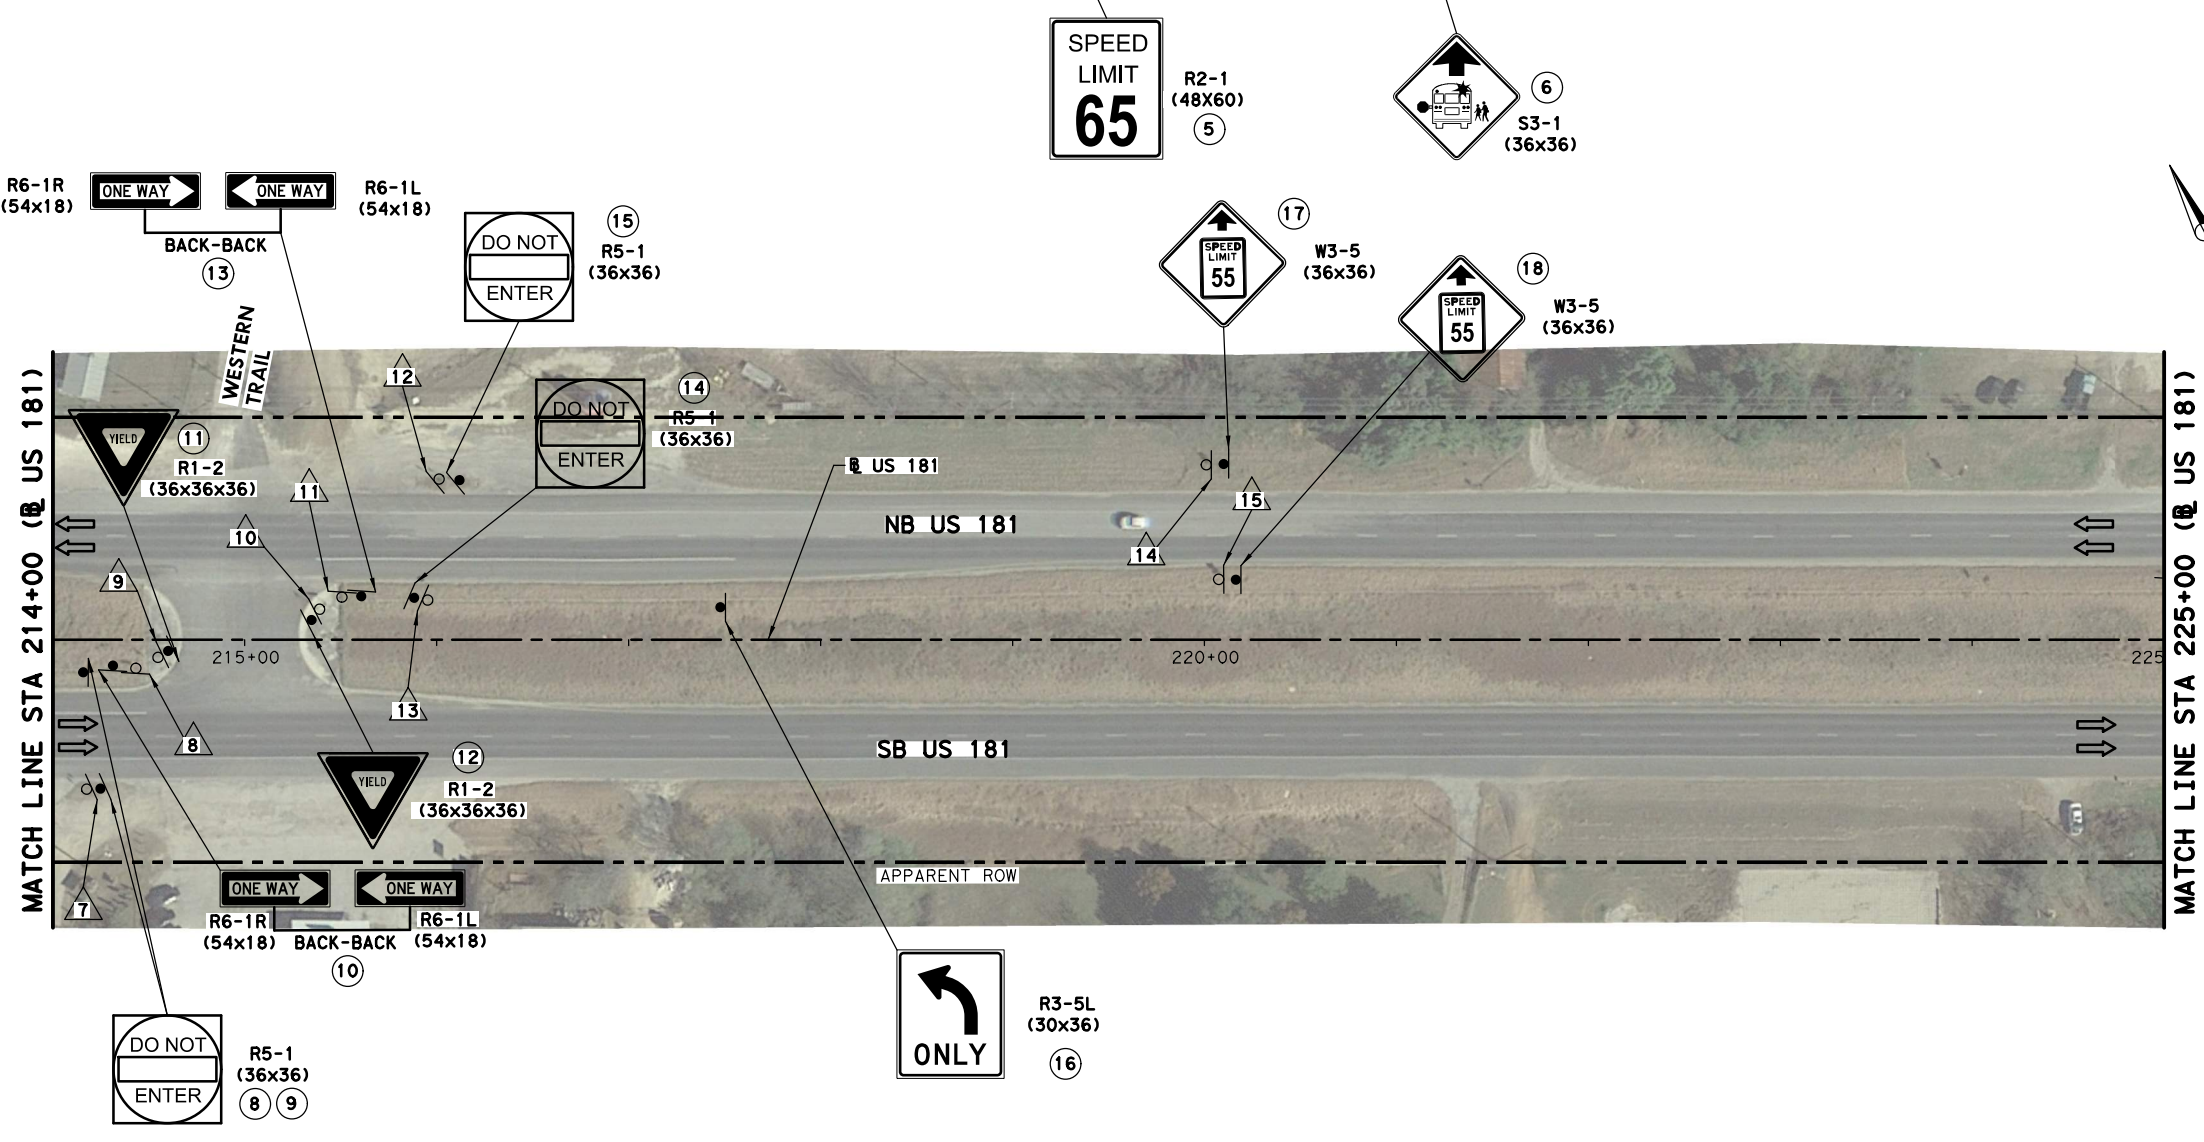 SPEED
LIMIT
65
R2-1
(48X60)
5
6
S3-1
(36x36)
R6-1R
(54x18)
ONE WAY
ONE WAY
R6-1L
(54x18)
BACK-BACK
13
DO NOT
ENTER
15
R5-1
(36x36)
SPEED
LIMIT
55
17
W3-5
(36x36)
SPEED
LIMIT
55
18
W3-5
(36x36)
WESTERN
TRAIL
12
DO NOT
ENTER
14
R5-1
(36x36)
YIELD
11
R1-2
(36x36x36)
11
10
9
BL US 181
NB US 181
14
15
MATCH LINE STA 214+00 (BL US 181)
MATCH LINE STA 225+00 (BL US 181)
215+00
220+00
225
13
8
SB US 181
YIELD
12
R1-2
(36x36x36)
7
APPARENT ROW
ONE WAY
ONE WAY
R6-1R
(54x18)
BACK-BACK
R6-1L
(54x18)
10
DO NOT
ENTER
R5-1
(36x36)
8 9
ONLY
R3-5L
(30x36)
16